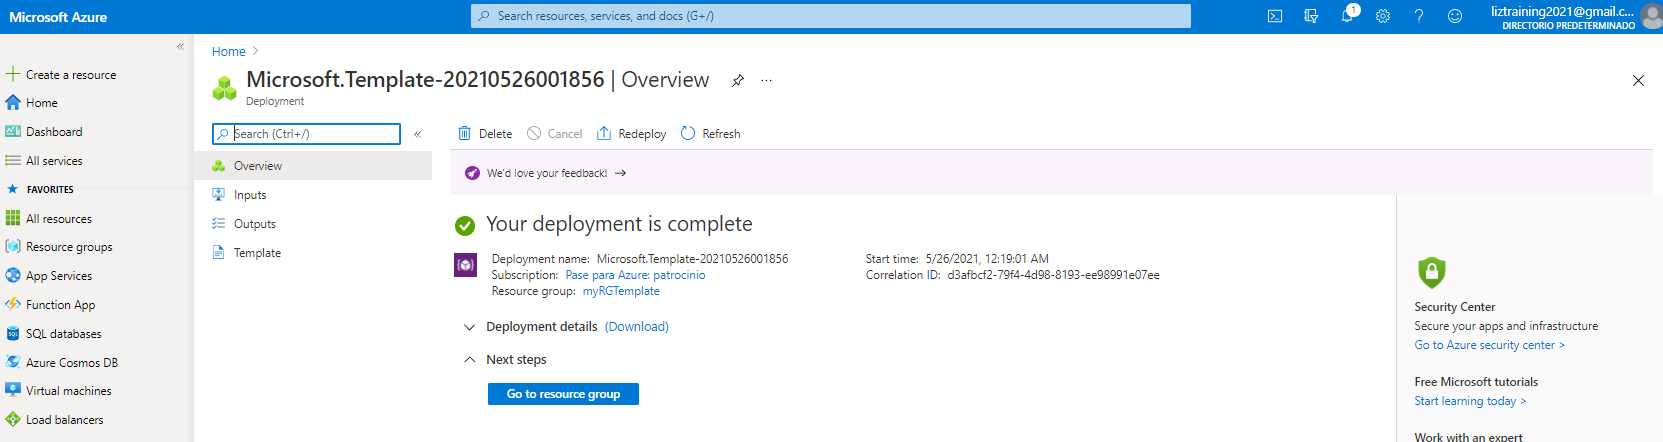 Microsoft Azure
Search resources, services, and docs (G+/)
1
liztraining2021@gmail.c...
DIRECTORIO PREDETERMINADO
«
Create a resource
Home
Dashboard
All services
FAVORITES
All resources
Resource groups
App Services
Function App
SQL databases
Azure Cosmos DB
Virtual machines
Load balancers
Home >
Microsoft.Template-20210526001856 | Overview
...
Deployment
Search (Ctrl+/)
«
Overview
Inputs
Outputs
Template
Delete Cancel Redeploy Refresh
We'd love your feedback! →
Your deployment is complete
Deployment name: Microsoft.Template-20210526001856
Subscription: Pase para Azure: patrocinio
Resource group: myRGTemplate
Start time: 5/26/2021, 12:19:01 AM
Correlation ID: d3afbcf2-79f4-4d98-8193-ee98991e07ee
Deployment details (Download)
Next steps
Go to resource group
Security Center
Secure your apps and infrastructure
Go to Azure security center >
Free Microsoft tutorials
Start learning today >
Work with an expert